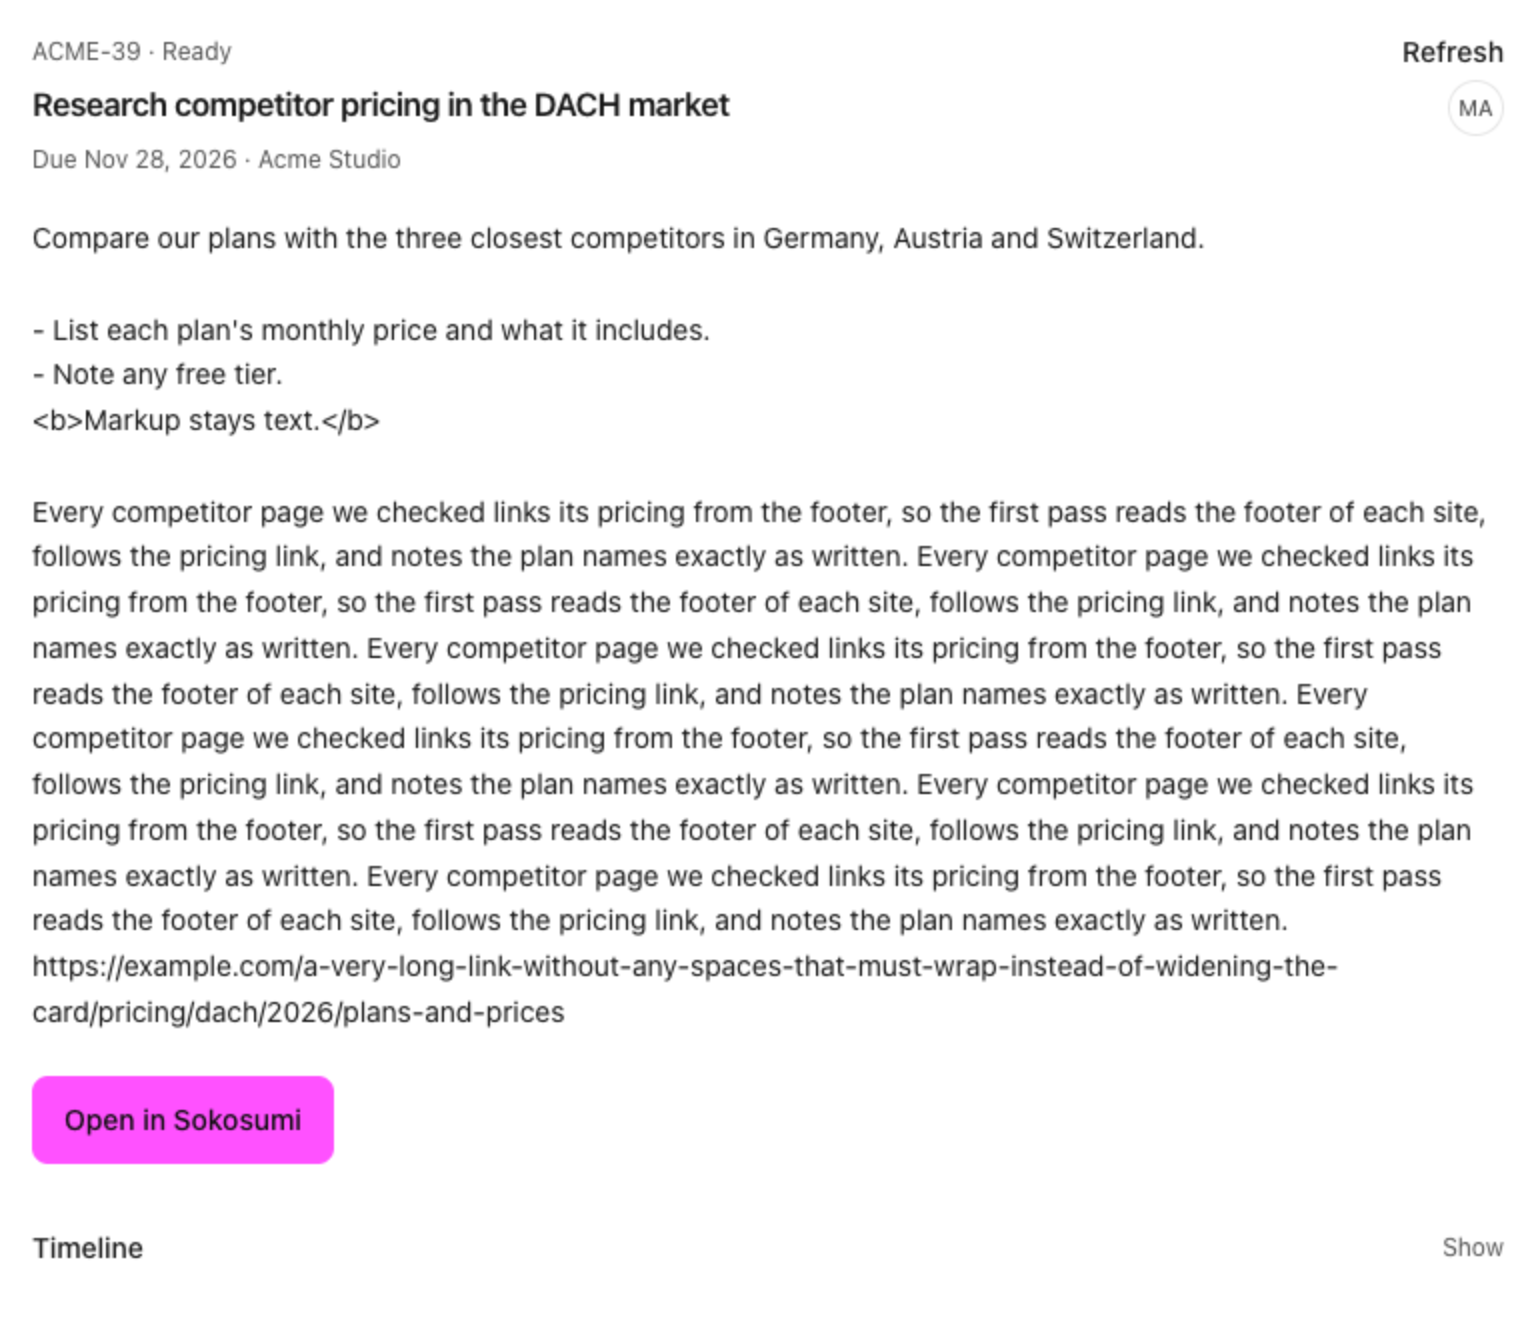 ACME-39 · Ready
Refresh
Research competitor pricing in the DACH market
MA
Due Nov 28, 2026 · Acme Studio
Compare our plans with the three closest competitors in Germany, Austria and Switzerland.
- List each plan's monthly price and what it includes.
- Note any free tier.
<b>Markup stays text.</b>
Every competitor page we checked links its pricing from the footer, so the first pass reads the footer of each site,
follows the pricing link, and notes the plan names exactly as written. Every competitor page we checked links its
pricing from the footer, so the first pass reads the footer of each site, follows the pricing link, and notes the plan
names exactly as written. Every competitor page we checked links its pricing from the footer, so the first pass
reads the footer of each site, follows the pricing link, and notes the plan names exactly as written. Every
competitor page we checked links its pricing from the footer, so the first pass reads the footer of each site,
follows the pricing link, and notes the plan names exactly as written. Every competitor page we checked links its
pricing from the footer, so the first pass reads the footer of each site, follows the pricing link, and notes the plan
names exactly as written. Every competitor page we checked links its pricing from the footer, so the first pass
reads the footer of each site, follows the pricing link, and notes the plan names exactly as written.
https://example.com/a-very-long-link-without-any-spaces-that-must-wrap-instead-of-widening-the-
card/pricing/dach/2026/plans-and-prices
Open in Sokosumi
Timeline
Show